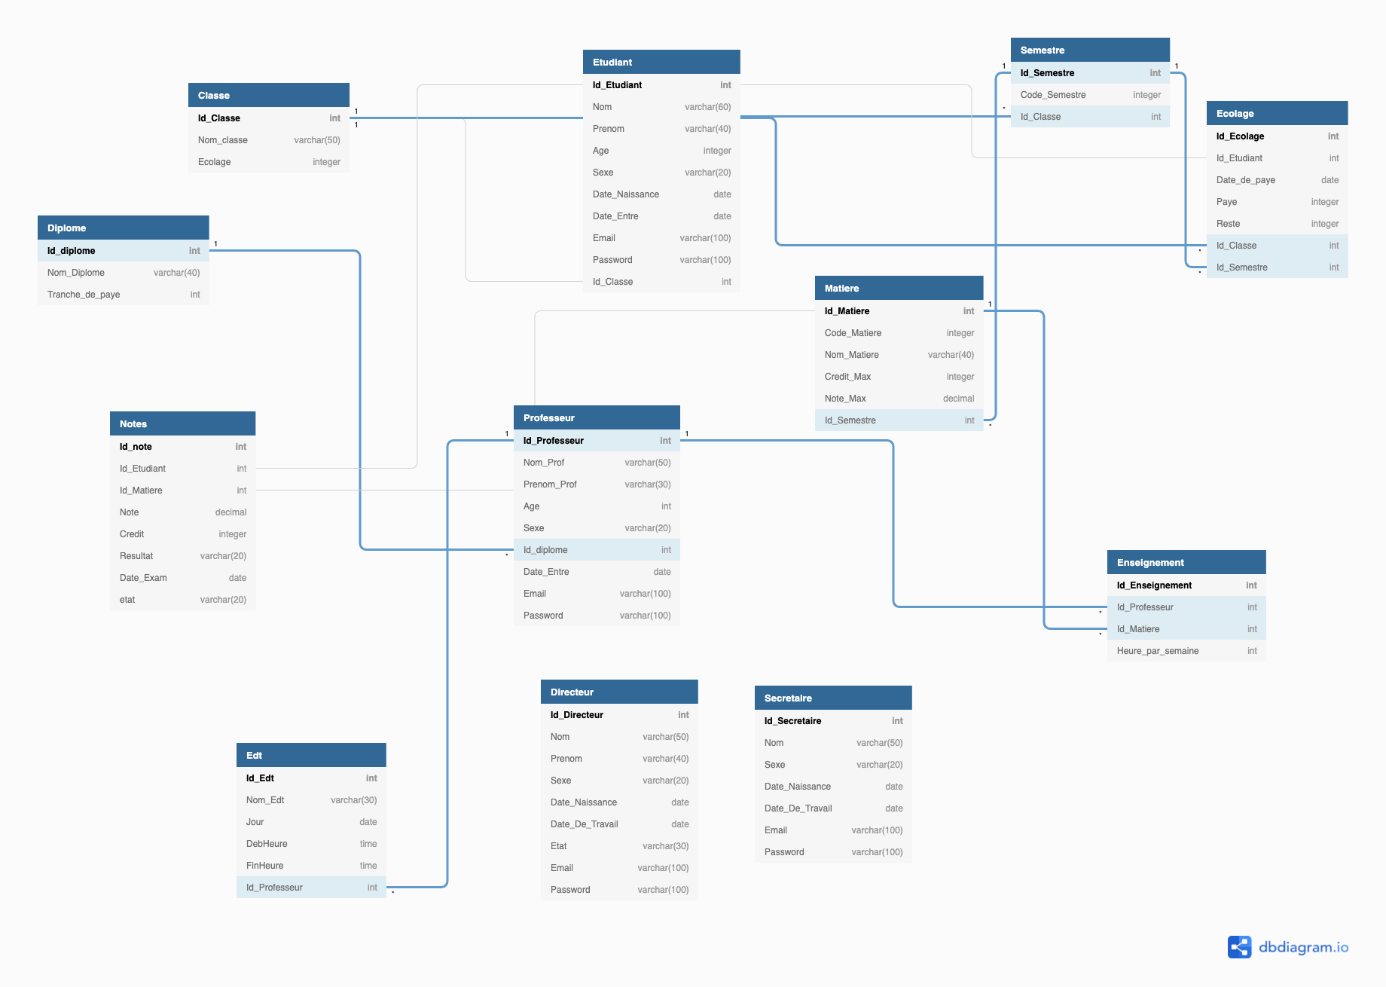 Classe
Id_Classe int
Nom_classe varchar(50)
Ecolage integer
1
1
Etudiant
Id_Etudiant int
Nom varchar(60)
Prenom varchar(40)
Age integer
Sexe varchar(20)
Date_Naissance date
Date_Entre date
Email varchar(100)
Password varchar(100)
Id_Classe int
Semestre
1 Id_Semestre int 1
Code_Semestre integer
* Id_Classe int
Ecolage
Id_Ecolage int
Id_Etudiant int
Date_de_paye date
Paye integer
Reste integer
Id_Classe int
*
Id_Semestre int
*
Diplome
Id_diplome int 1
Nom_Diplome varchar(40)
Tranche_de_paye int
Matiere
Id_Matiere int 1
Code_Matiere integer
Nom_Matiere varchar(40)
Credit_Max integer
Note_Max decimal
Id_Semestre int *
Notes
Id_note int
Id_Etudiant int
Id_Matiere int
Note decimal
Credit integer
Resultat varchar(20)
Date_Exam date
etat varchar(20)
Professeur
1 Id_Professeur int 1
Nom_Prof varchar(50)
Prenom_Prof varchar(30)
Age int
Sexe varchar(20)
* Id_diplome int
Date_Entre date
Email varchar(100)
Password varchar(100)
Enseignement
Id_Enseignement int
* Id_Professeur int
* Id_Matiere int
Heure_par_semaine int
Directeur
Id_Directeur int
Nom varchar(50)
Prenom varchar(40)
Sexe varchar(20)
Date_Naissance date
Date_De_Travail date
Etat varchar(30)
Email varchar(100)
Password varchar(100)
Secretaire
Id_Secretaire int
Nom varchar(50)
Sexe varchar(20)
Date_Naissance date
Date_De_Travail date
Email varchar(100)
Password varchar(100)
Edt
Id_Edt int
Nom_Edt varchar(30)
Jour date
DebHeure time
FinHeure time
Id_Professeur int *
dbdiagram.io